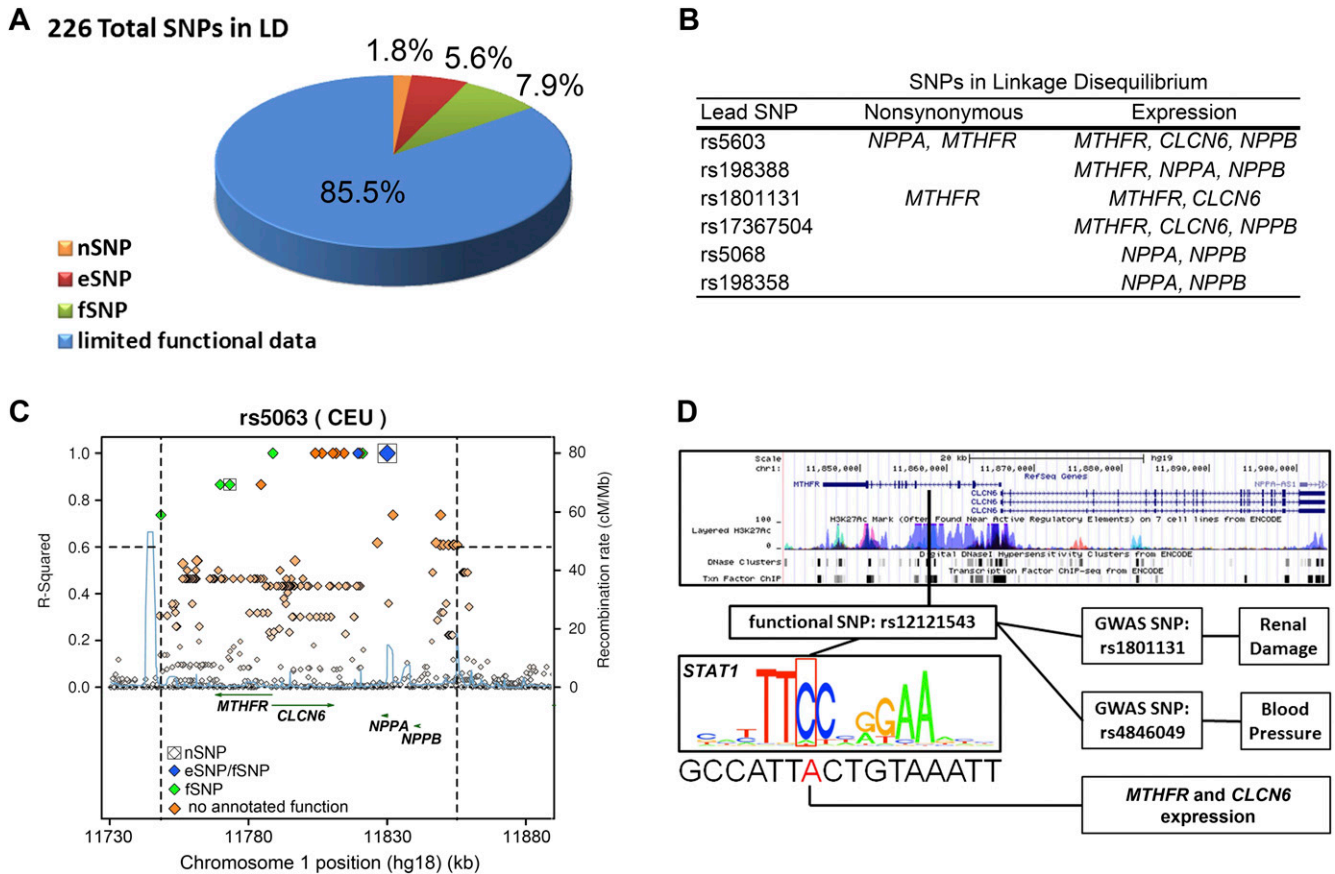 A 226 Total SNPs in LD
1.8%
5.6%
7.9%
85.5%
nSNP
eSNP
fSNP
limited functional data
B
SNPs in Linkage Disequilibrium
Lead SNP Nonsynonymous Expression
rs5603 NPPA, MTHFR MTHFR, CLCN6, NPPB
rs198388 MTHFR, NPPA, NPPB
rs1801131 MTHFR MTHFR, CLCN6
rs17367504 MTHFR, CLCN6, NPPB
rs5068 NPPA, NPPB
rs198358 NPPA, NPPB
C
rs5063 ( CEU )
R-Squared
1.0
0.8
0.6
0.4
0.2
0.0
80
60
40
20
0
Recombination rate (cM/Mb)
MTHFR
CLCN6
NPPA
NPPB
nSNP
eSNP/fSNP
fSNP
no annotated function
11730 11780 11830 11880
Chromosome 1 position (hg18) (kb)
D
Scale 20 kb hg19
chr1: 11,850,000 11,860,000 11,870,000 11,880,000 11,890,000 11,900,000
RefSeq Genes
MTHFR NPPA-AS1
CLCN6
CLCN6
CLCN6
H3K27Ac Mark (Often Found Near Active Regulatory Elements) on 7 cell lines from ENCODE
100
Layered H3K27Ac
0
Digital DNaseI Hypersensitivity Clusters from ENCODE
DNase Clusters
Transcription Factor ChIP-seq from ENCODE
Txn Factor ChIP
functional SNP: rs12121543
GWAS SNP:
rs1801131
Renal
Damage
STAT1
TTCC GGAA
GCCATTACTGTAAATT
GWAS SNP:
rs4846049
Blood
Pressure
MTHFR and CLCN6
expression